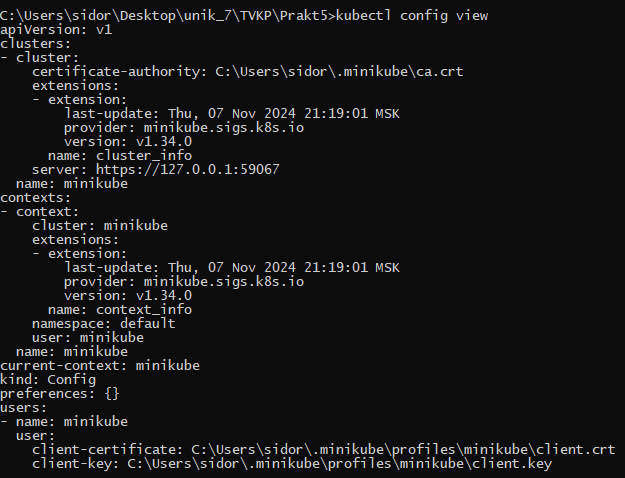 C:\Users\sidor\Desktop\unik_7\TVKP\Prakt5>kubectl config view
apiVersion: v1
clusters:
- cluster:
    certificate-authority: C:\Users\sidor\.minikube\ca.crt
    extensions:
    - extension:
        last-update: Thu, 07 Nov 2024 21:19:01 MSK
        provider: minikube.sigs.k8s.io
        version: v1.34.0
      name: cluster_info
    server: https://127.0.0.1:59067
  name: minikube
contexts:
- context:
    cluster: minikube
    extensions:
    - extension:
        last-update: Thu, 07 Nov 2024 21:19:01 MSK
        provider: minikube.sigs.k8s.io
        version: v1.34.0
      name: context_info
    namespace: default
    user: minikube
  name: minikube
current-context: minikube
kind: Config
preferences: {}
users:
- name: minikube
  user:
    client-certificate: C:\Users\sidor\.minikube\profiles\minikube\client.crt
    client-key: C:\Users\sidor\.minikube\profiles\minikube\client.key